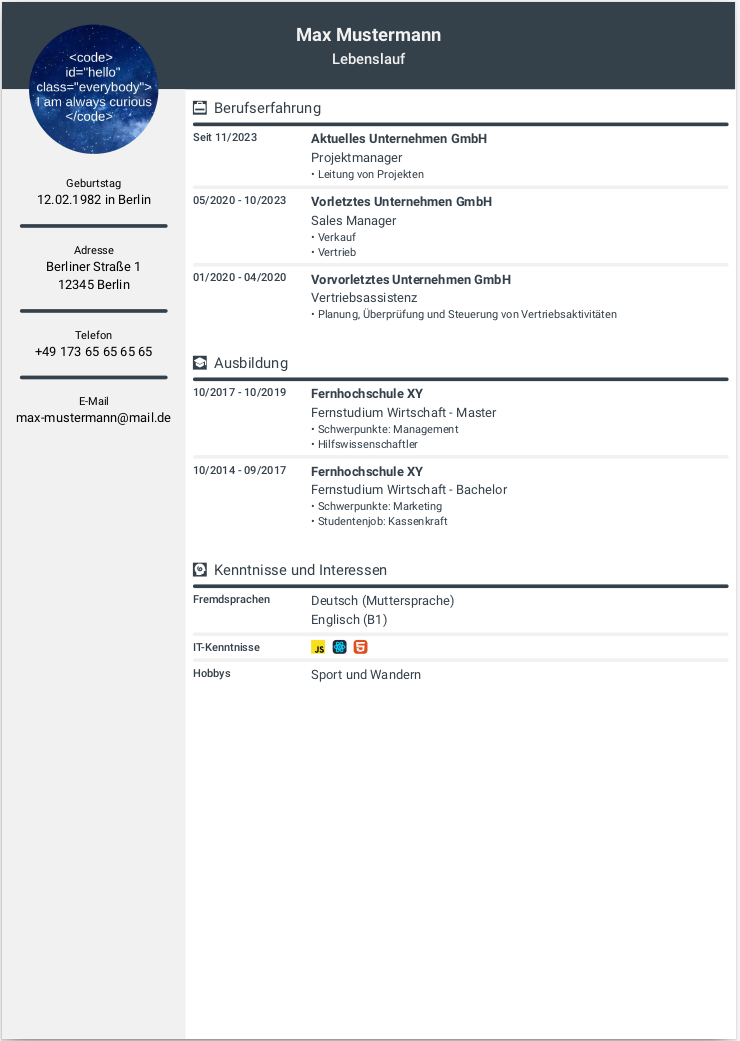 Max Mustermann
Lebenslauf
<code>
id="hello"
class="everybody">
I am always curious
</code>
Geburtstag
12.02.1982 in Berlin
Adresse
Berliner Straße 1
12345 Berlin
Telefon
+49 173 65 65 65 65
E-Mail
max-mustermann@mail.de
Berufserfahrung
Seit 11/2023 Aktuelles Unternehmen GmbH
Projektmanager
• Leitung von Projekten
05/2020 - 10/2023 Vorletztes Unternehmen GmbH
Sales Manager
• Verkauf
• Vertrieb
01/2020 - 04/2020 Vorvorletztes Unternehmen GmbH
Vertriebsassistenz
• Planung, Überprüfung und Steuerung von Vertriebsaktivitäten
Ausbildung
10/2017 - 10/2019 Fernhochschule XY
Fernstudium Wirtschaft - Master
• Schwerpunkte: Management
• Hilfswissenschaftler
10/2014 - 09/2017 Fernhochschule XY
Fernstudium Wirtschaft - Bachelor
• Schwerpunkte: Marketing
• Studentenjob: Kassenkraft
Kenntnisse und Interessen
Fremdsprachen Deutsch (Muttersprache)
Englisch (B1)
IT-Kenntnisse JS 5
Hobbys Sport und Wandern